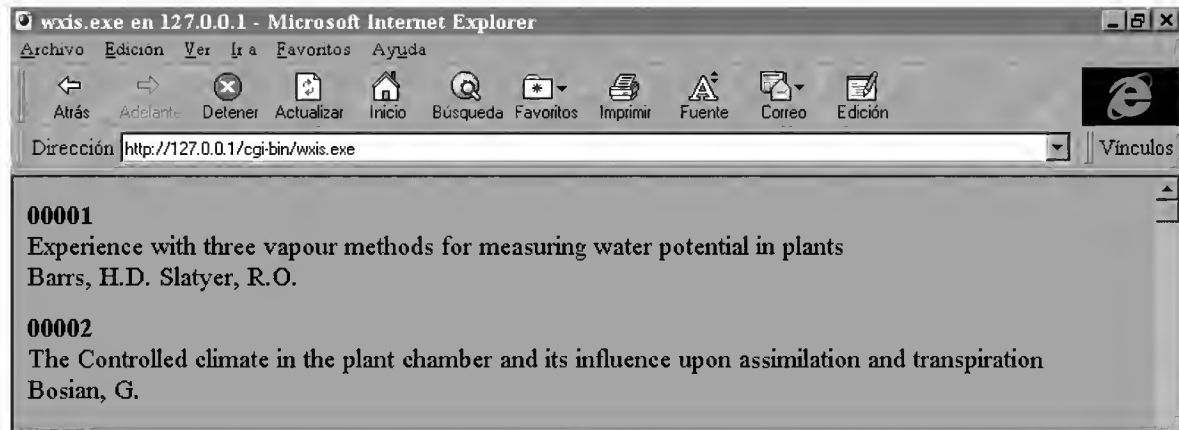 wxis.exe en 127.0.0.1 - Microsoft Internet Explorer
Archivo Edición Ver Ir a Favoritos Ayuda
Atrás Adelante Detener Actualizar Inicio Búsqueda Favoritos Imprimir Fuente Correo Edición
Dirección http://127.0.0.1/cgi-bin/wxis.exe Vínculos
00001
Experience with three vapour methods for measuring water potential in plants
Barrs, H.D. Slatyer, R.O.
00002
The Controlled climate in the plant chamber and its influence upon assimilation and transpiration
Bosian, G.